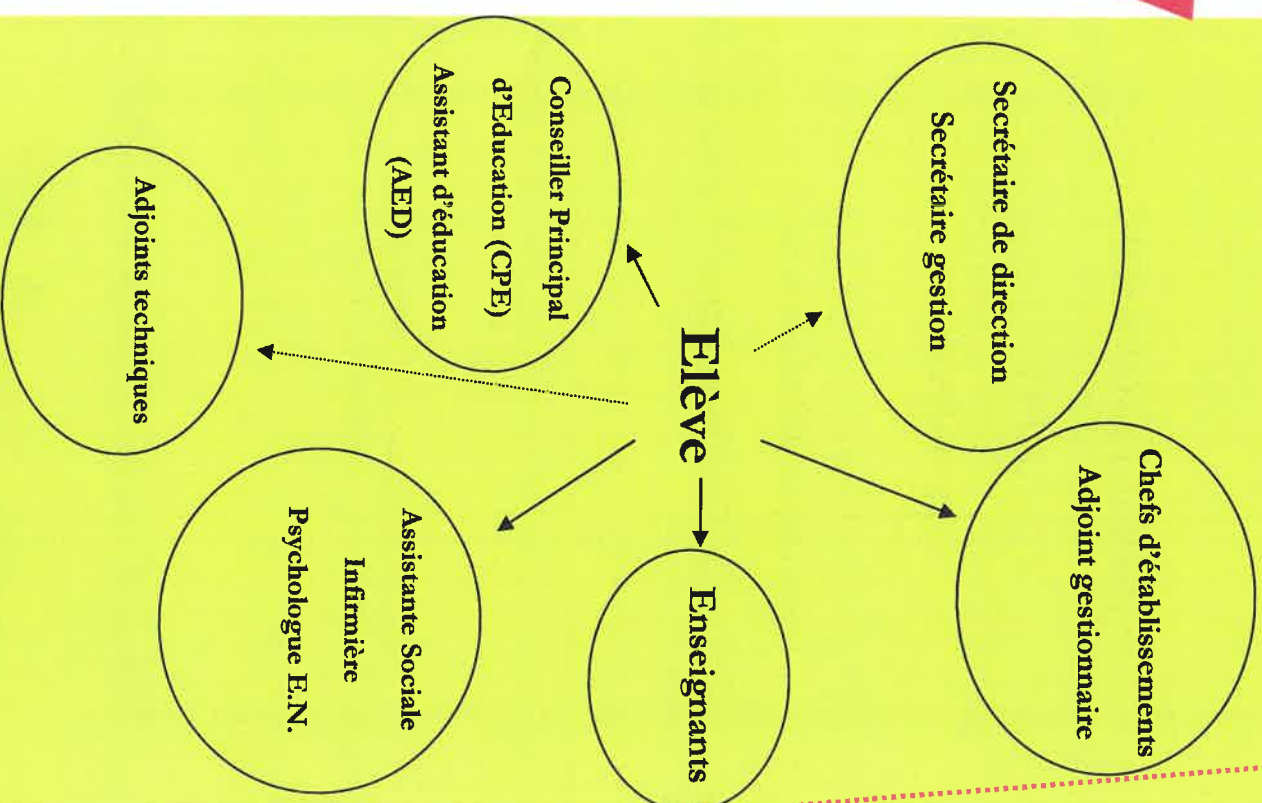 Secrétaire de direction
Secrétaire gestion
Chefs d'établissements
Adjoint gestionnaire
Conseiller Principal
d'Education (CPE)
Assistant d'éducation
(AED)
Elève
Enseignants
Adjoints techniques
Assistante Sociale
Infirmière
Psychologue E.N.